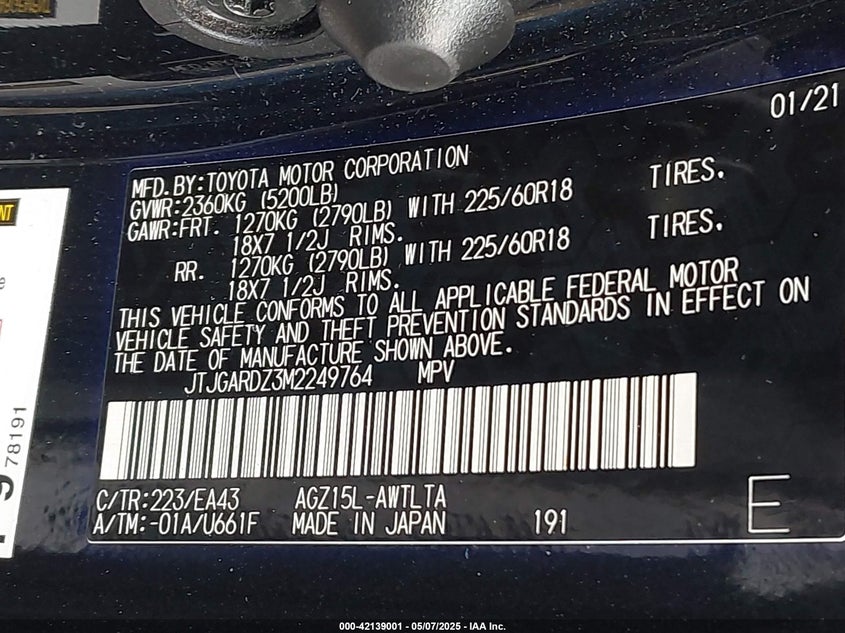 01/21
MFD.BY:TOYOTA MOTOR CORPORATION
GVWR:2360KG (5200LB)
GAWR:FRT. 1270KG (2790LB) WITH 225/60R18 TIRES.
18X7 1/2J RIMS.
RR. 1270KG (2790LB) WITH 225/60R18 TIRES.
18X7 1/2J RIMS.
THIS VEHICLE CONFORMS TO ALL APPLICABLE FEDERAL MOTOR
VEHICLE SAFETY AND THEFT PREVENTION STANDARDS IN EFFECT ON
THE DATE OF MANUFACTURE SHOWN ABOVE.
JTJGARDZ3M2249764 MPV
C/TR:223/EA43 AGZ15L-AWTLTA
A/TM:-01A/U661F MADE IN JAPAN 191 E
78191
000-42139001 - 05/07/2025 - IAA Inc.